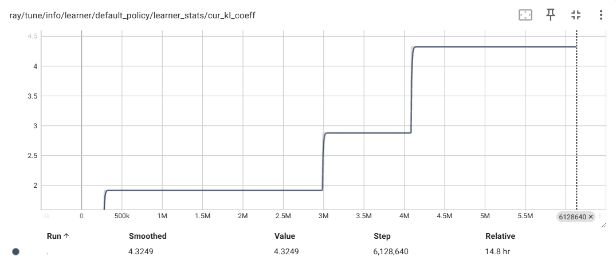 ray/tune/info/learner/default_policy/learner_stats/cur_kl_coeff
4.5
4
3.5
3
2.5
2
0 500k 1M 1.5M 2M 2.5M 3M 3.5M 4M 4.5M 5M 5.5M 6128640 ×
Run ↑ Smoothed Value Step Relative
. 4.3249 4.3249 6,128,640 14.8 hr